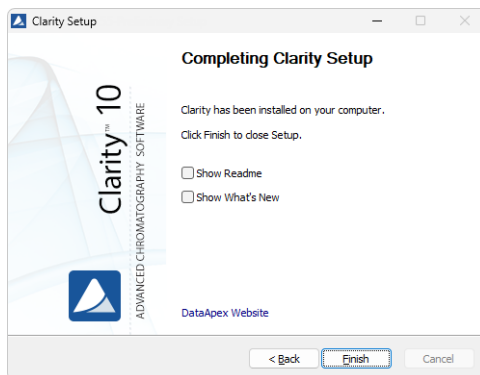 Clarity Setup
Completing Clarity Setup
Clarity has been installed on your computer.
Click Finish to close Setup.
Show Readme
Show What's New
DataApex Website
Clarity™ 10
ADVANCED CHROMATOGRAPHY SOFTWARE
< Back
Finish
Cancel